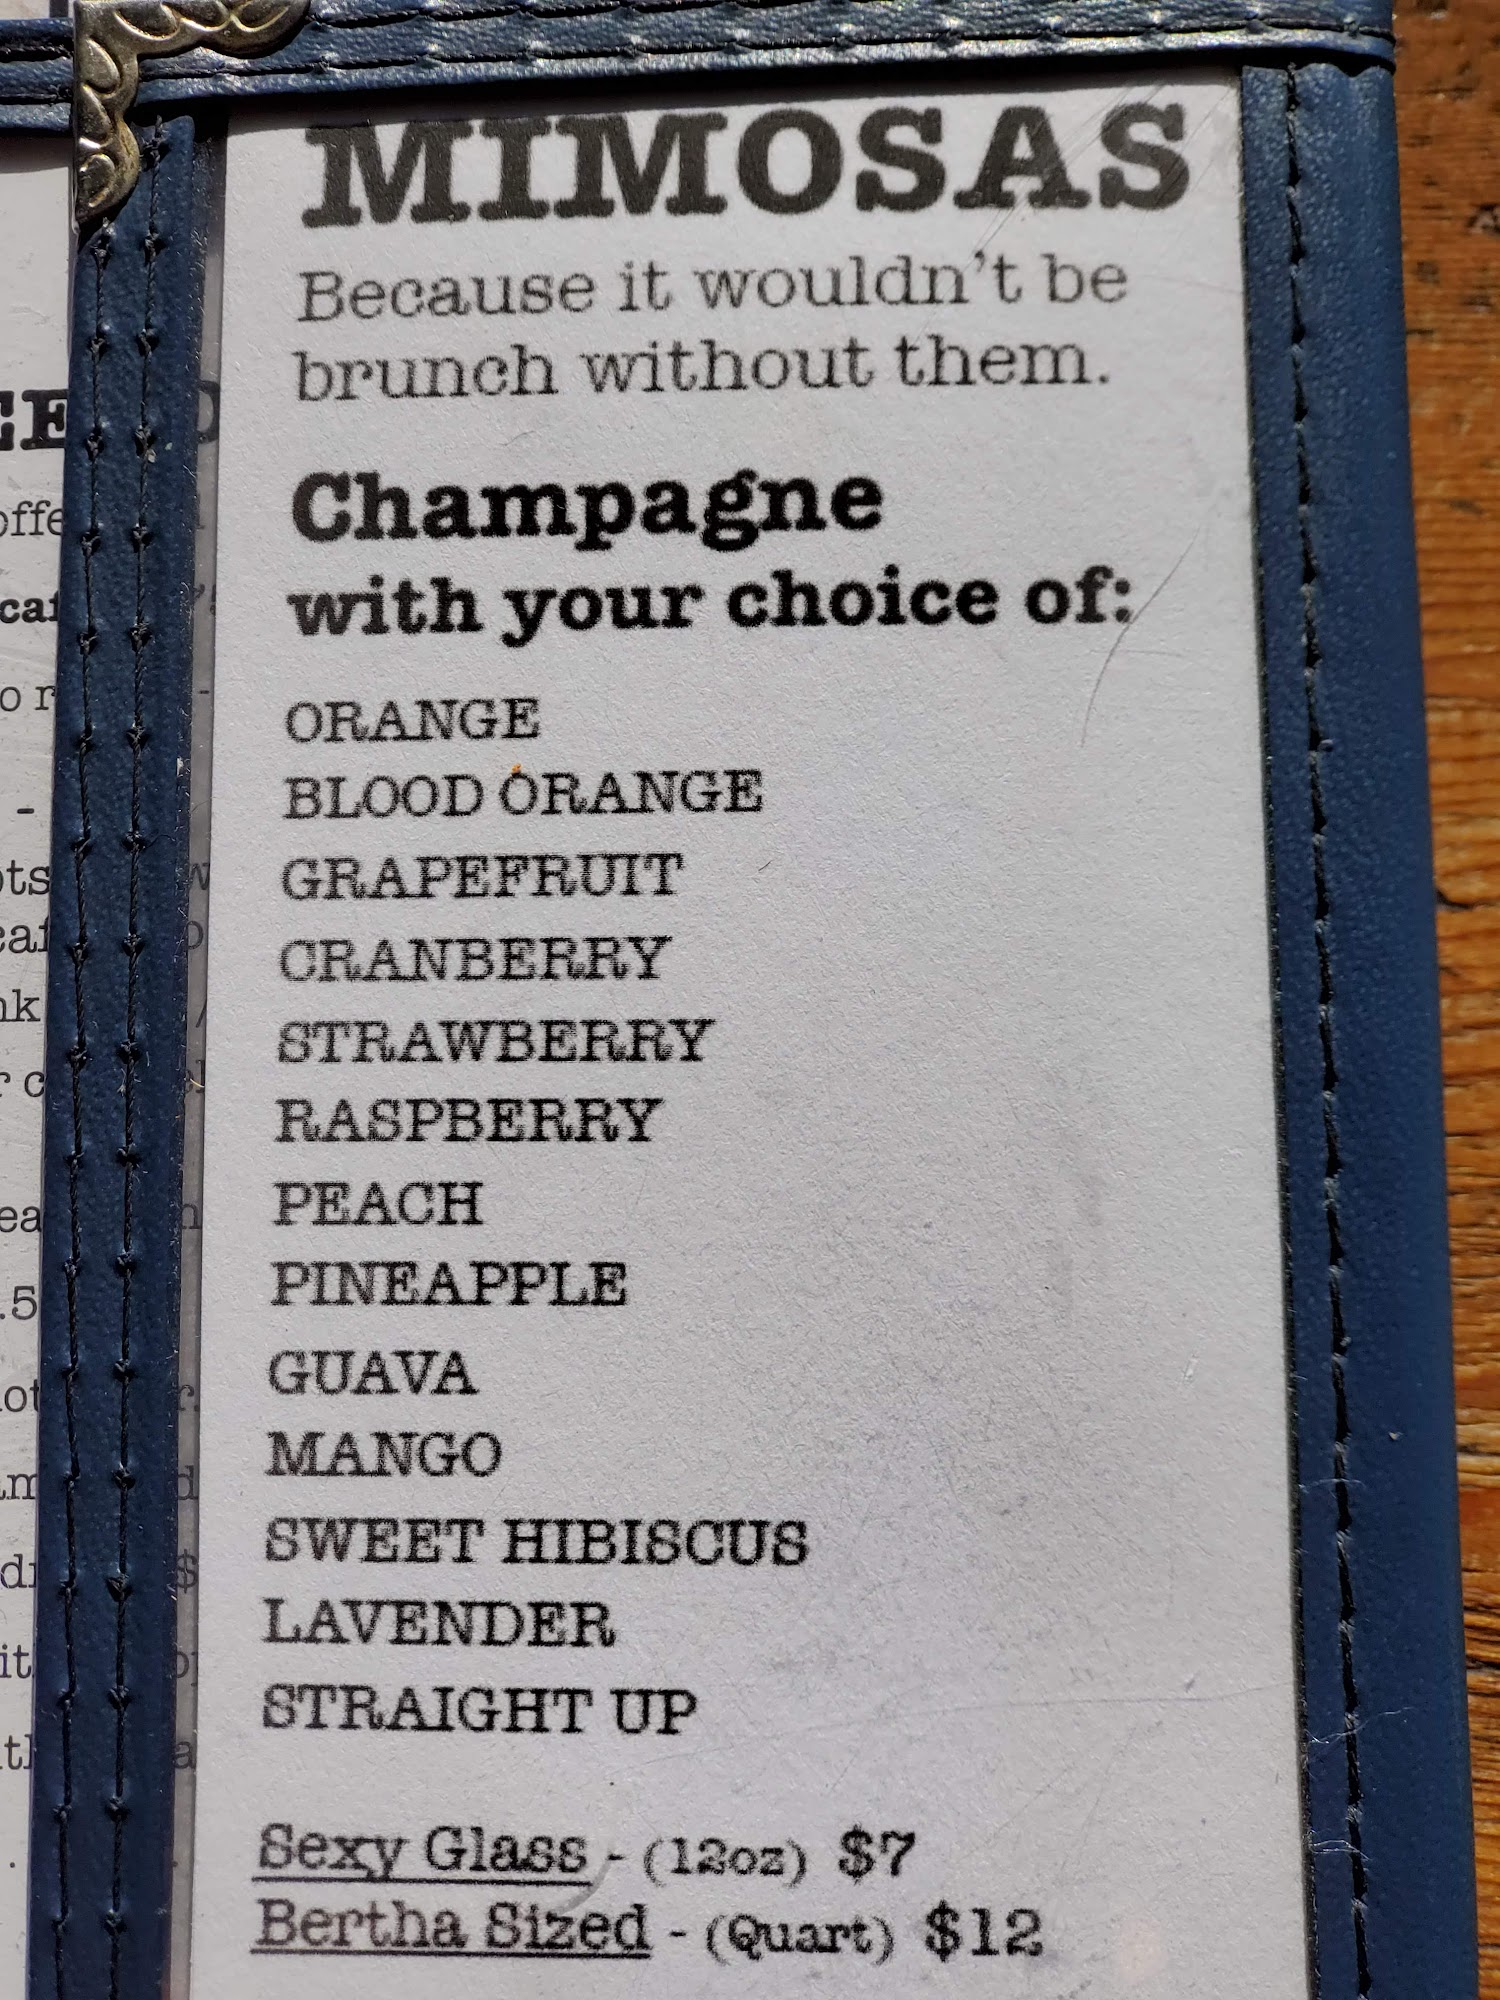 MIMOSAS
Because it wouldn't be
brunch without them.
Champagne
with your choice of:
ORANGE
BLOOD ORANGE
GRAPEFRUIT
CRANBERRY
STRAWBERRY
RASPBERRY
PEACH
PINEAPPLE
GUAVA
MANGO
SWEET HIBISCUS
LAVENDER
STRAIGHT UP
Sexy Glass - (12oz) $7
Bertha Sized - (Quart) $12